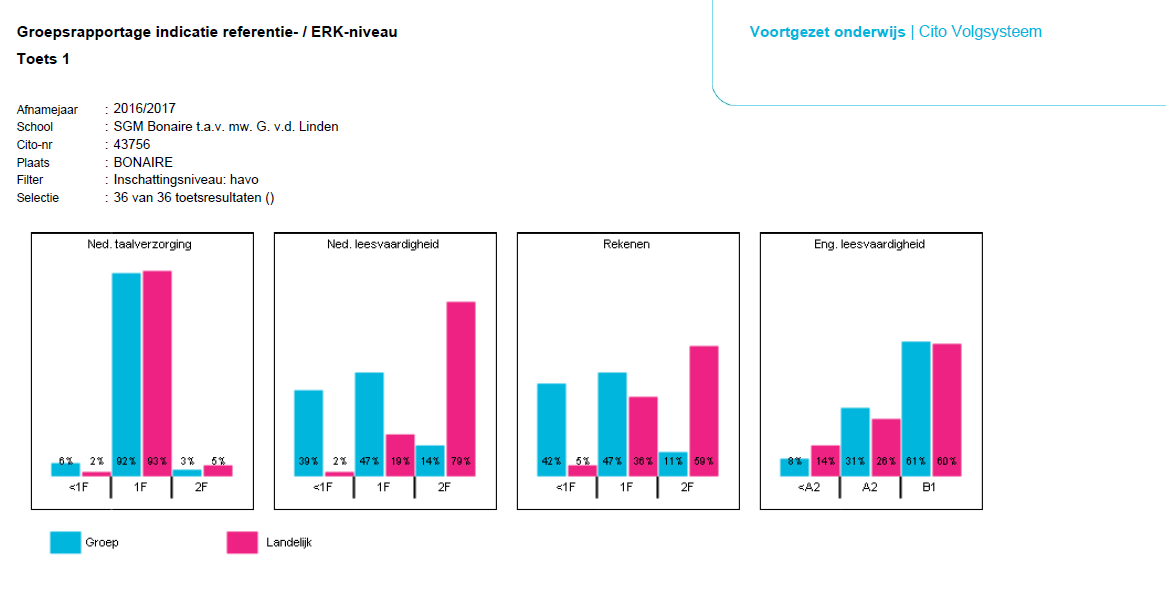 Groepsrapportage indicatie referentie- / ERK-niveau
Voortgezet onderwijs | Cito Volgsysteem
Toets 1
Afnamejaar : 2016/2017
School : SGM Bonaire t.a.v. mw. G. v.d. Linden
Cito-nr : 43756
Plaats : BONAIRE
Filter : Inschattingsniveau: havo
Selectie : 36 van 36 toetsresultaten ()
Ned. taalverzorging
6% 2% 92% 93% 3% 5%
<1F 1F 2F
Ned. leesvaardigheid
39% 2% 47% 19% 14% 79%
<1F 1F 2F
Rekenen
42% 5% 47% 36% 11% 59%
<1F 1F 2F
Eng. leesvaardigheid
8% 14% 31% 26% 61% 60%
<A2 A2 B1
Groep Landelijk